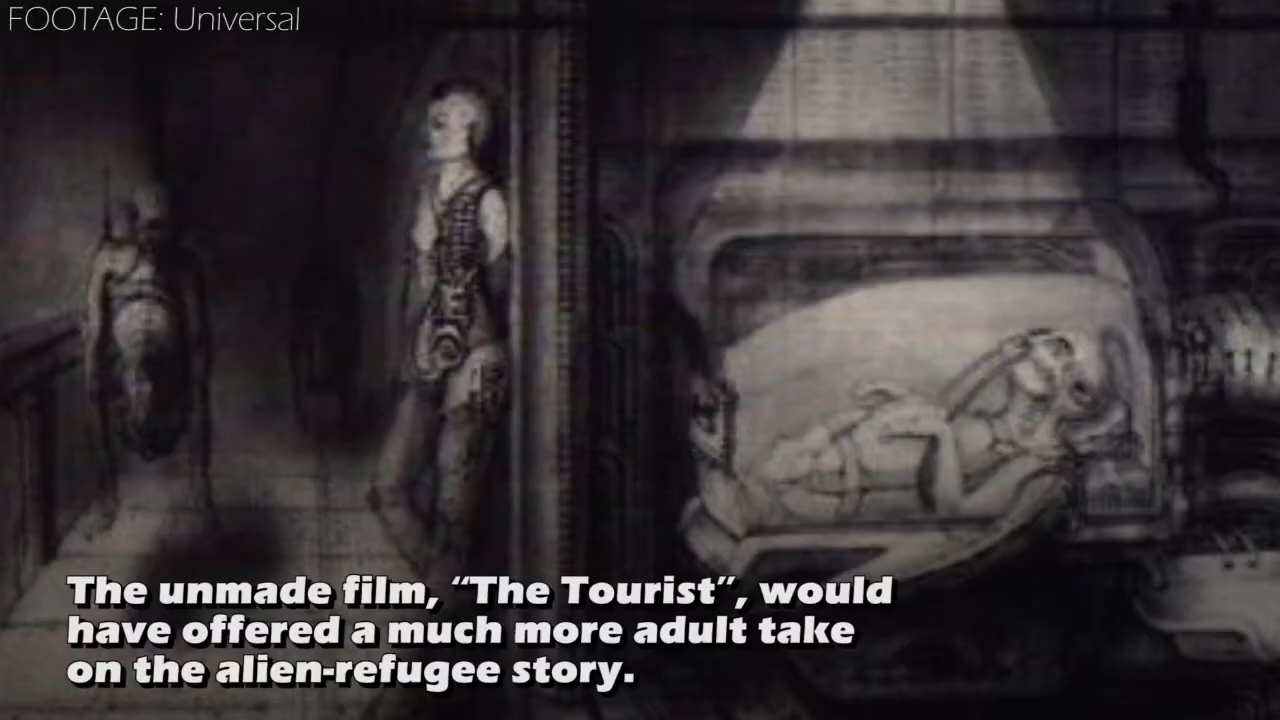 FOOTAGE: Universal
The unmade film, “The Tourist”, would
have offered a much more adult take
on the alien-refugee story.